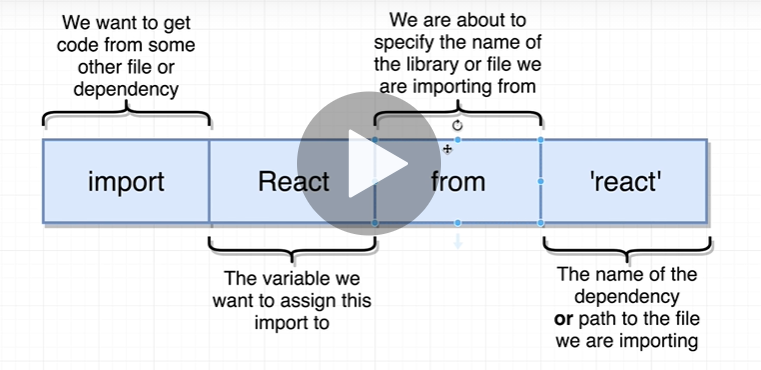 We want to get
code from some
other file or
dependency
We are about to
specify the name of
the library or file we
are importing from
import
React
from
'react'
The variable we
want to assign this
import to
The name of the
dependency
or path to the file
we are importing